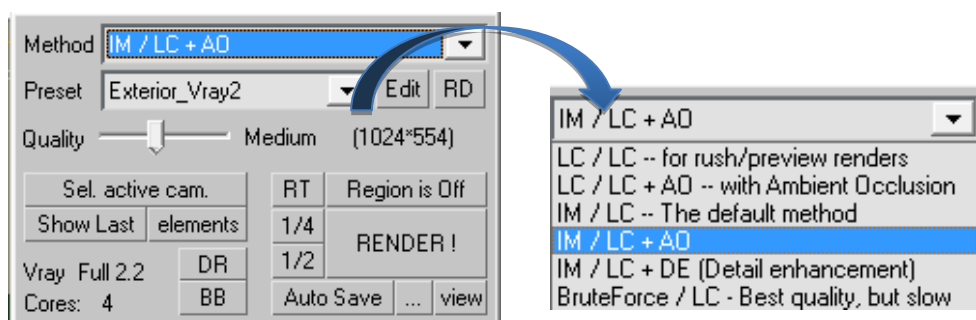 Method IM / LC + AO
Preset Exterior_Vray2 Edit RD
Quality Medium (1024*554)
Sel. active cam. RT Region is Off
Show Last elements 1/4 RENDER !
Vray Full 2.2 DR 1/2
Cores: 4 BB Auto Save ... view
IM / LC + AO
LC / LC -- for rush/preview renders
LC / LC + AO -- with Ambient Occlusion
IM / LC -- The default method
IM / LC + AO
IM / LC + DE (Detail enhancement)
BruteForce / LC - Best quality, but slow